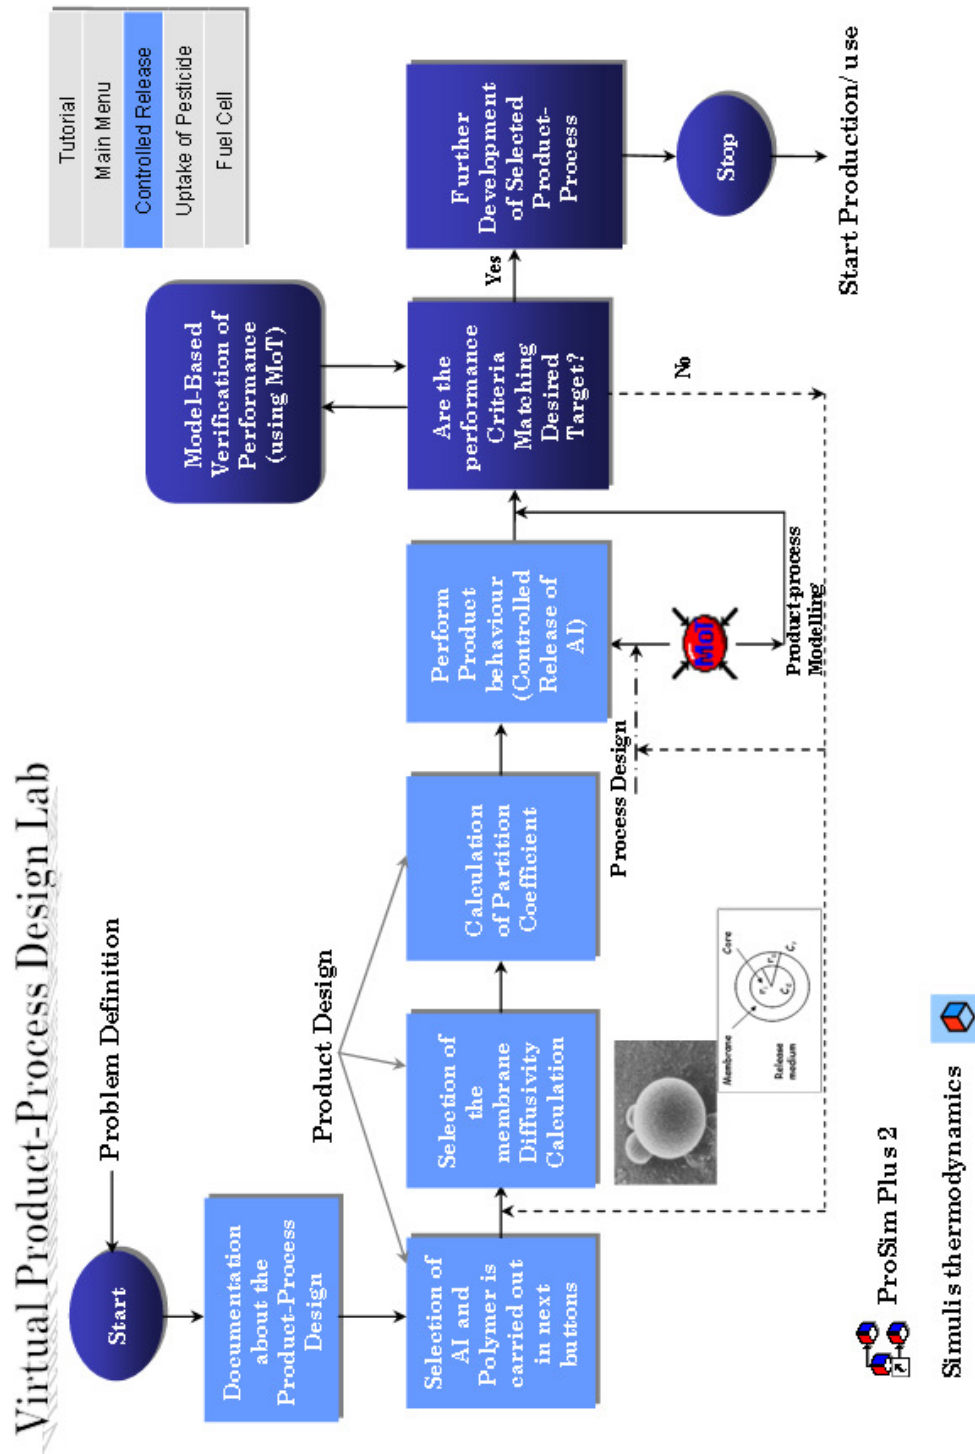 Virtual Product-Process Design Lab
Tutorial
Main Menu
Controlled Release
Uptake of Pesticide
Fuel Cell
Start
Problem Definition
Documentation
about the
Product-Process
Design
Product Design
Selection of
AI and
Polymer is
carried out
in next
buttons
Selection of
the
membrane
Diffusivity
Calculation
Calculation
of Partition
Coefficient
Perform
Product
behaviour
(Controlled
Release of
AI)
Model-Based
Verification of
Performance
(using MoT)
Are the
performance
Criteria
Matching
Desired
Target?
Yes
Further
Development
of Selected
Product-
Process
Stop
Start Production/ use
No
Process Design
MoT
Product-process
Modelling
Membrane
Core
Release
medium
ProSim Plus 2
Simulis thermodynamics